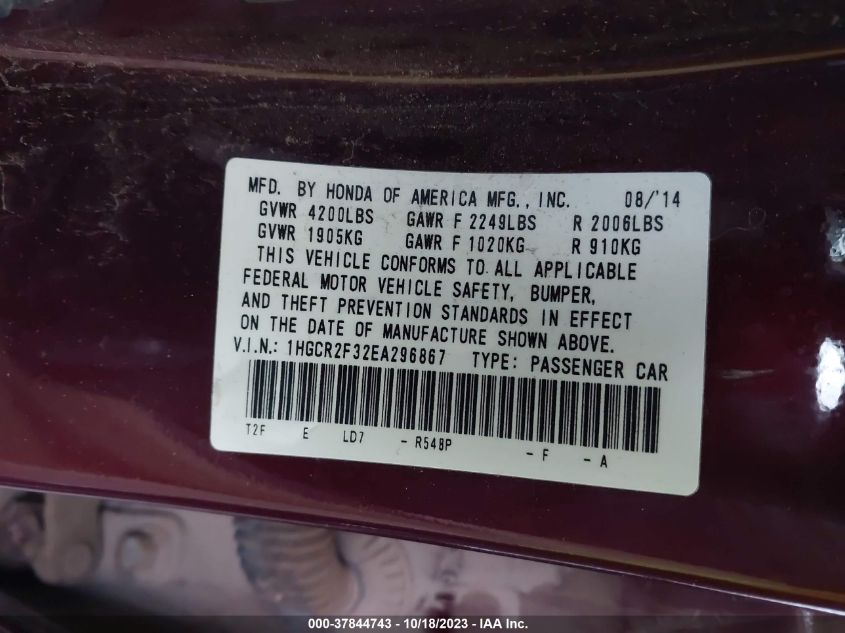 MFD. BY HONDA OF AMERICA MFG., INC. 08/'14
GVWR 4200LBS GAWR F 2249LBS R 2006LBS
GVWR 1905KG GAWR F 1020KG R 910KG
THIS VEHICLE CONFORMS TO ALL APPLICABLE
FEDERAL MOTOR VEHICLE SAFETY, BUMPER,
AND THEFT PREVENTION STANDARDS IN EFFECT
ON THE DATE OF MANUFACTURE SHOWN ABOVE.
V.I.N.: 1HGCR2F32EA296867 TYPE: PASSENGER CAR
T2F E LD7 - R548P - F - A
000-37844743 - 10/18/2023 - IAA Inc.